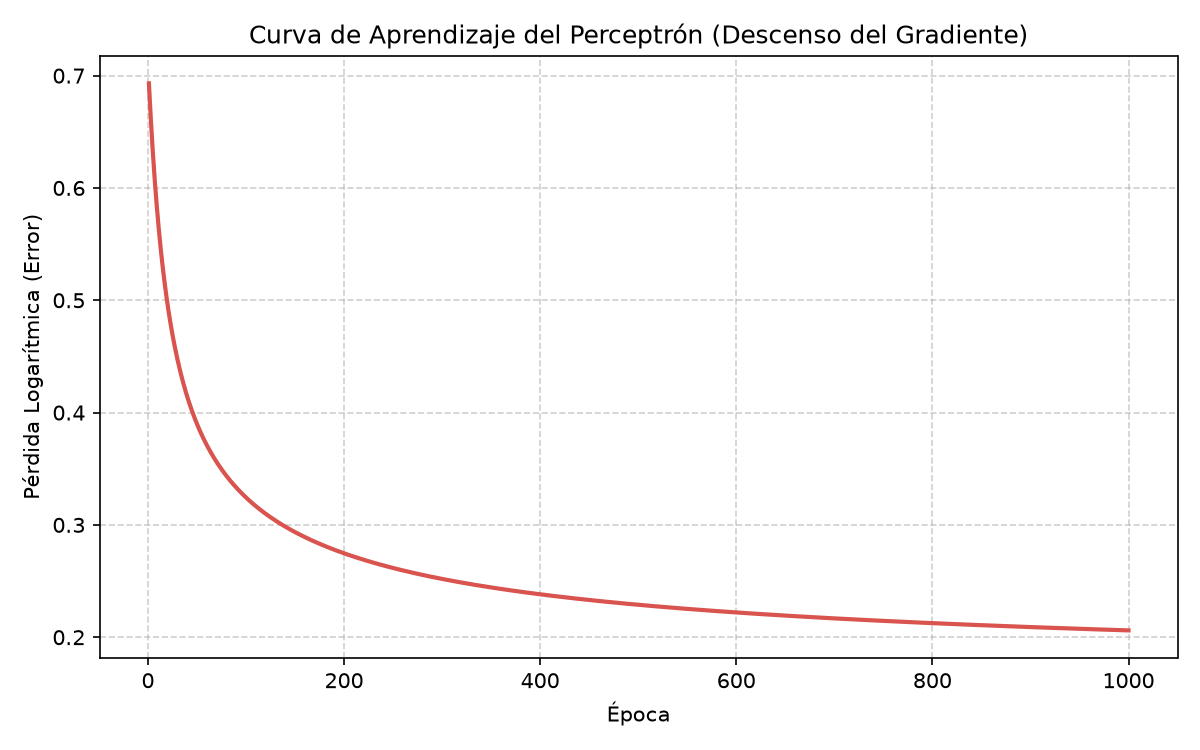 Curva de Aprendizaje del Perceptrón (Descenso del Gradiente)
Pérdida Logarítmica (Error)
0.7
0.6
0.5
0.4
0.3
0.2
0 200 400 600 800 1000
Época